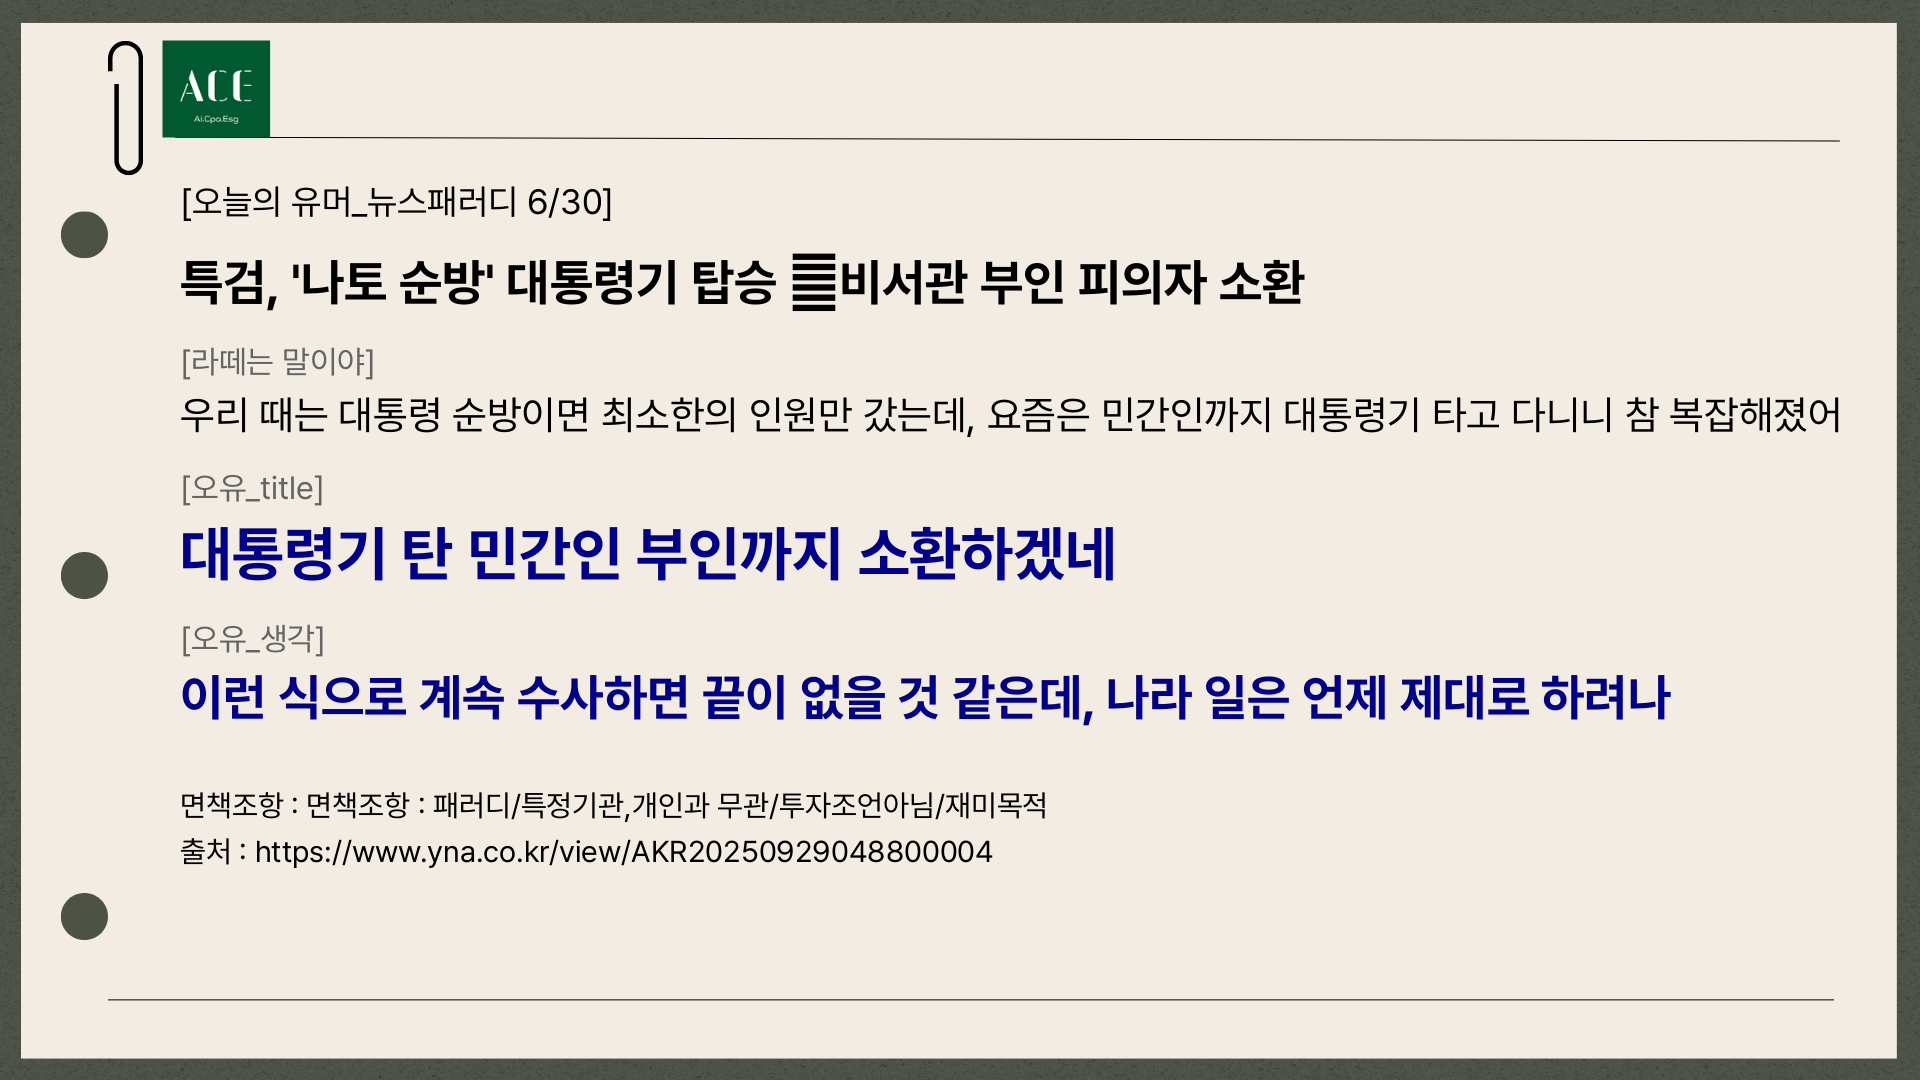 ACE
Ai.Cpa.Esg
[오늘의 유머_뉴스패러디 6/30]
특검, '나토 순방' 대통령기 탑승 비서관 부인 피의자 소환
[라떼는 말이야]
우리 때는 대통령 순방이면 최소한의 인원만 갔는데, 요즘은 민간인까지 대통령기 타고 다니니 참 복잡해졌어
[오유_title]
대통령기 탄 민간인 부인까지 소환하겠네
[오유_생각]
이런 식으로 계속 수사하면 끝이 없을 것 같은데, 나라 일은 언제 제대로 하려나
면책조항 : 면책조항 : 패러디/특정기관,개인과 무관/투자조언아님/재미목적
출처 : https://www.yna.co.kr/view/AKR20250929048800004